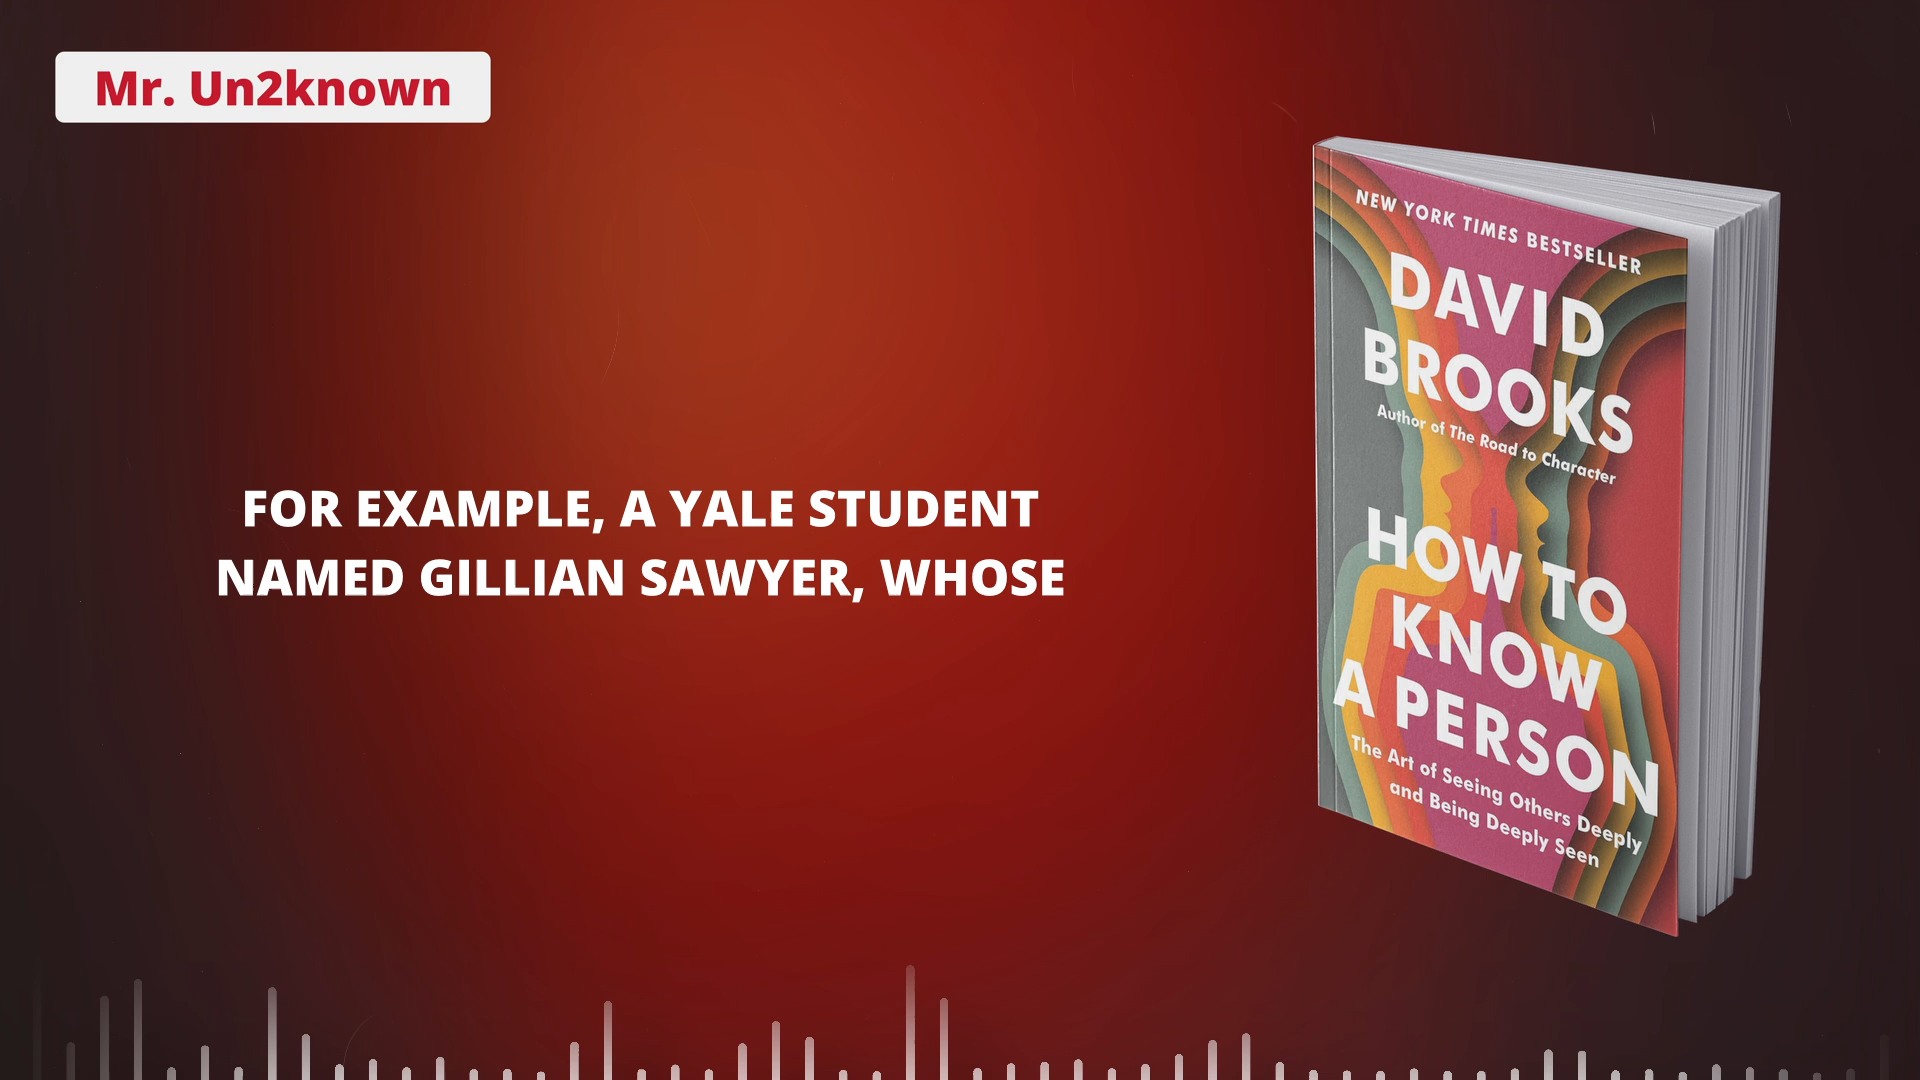 Mr. Un2known
FOR EXAMPLE, A YALE STUDENT
NAMED GILLIAN SAWYER, WHOSE
NEW YORK TIMES BESTSELLER
DAVID
BROOKS
Author of The Road to Character
HOW TO
KNOW
A PERSON
The Art of Seeing Others Deeply
and Being Deeply Seen